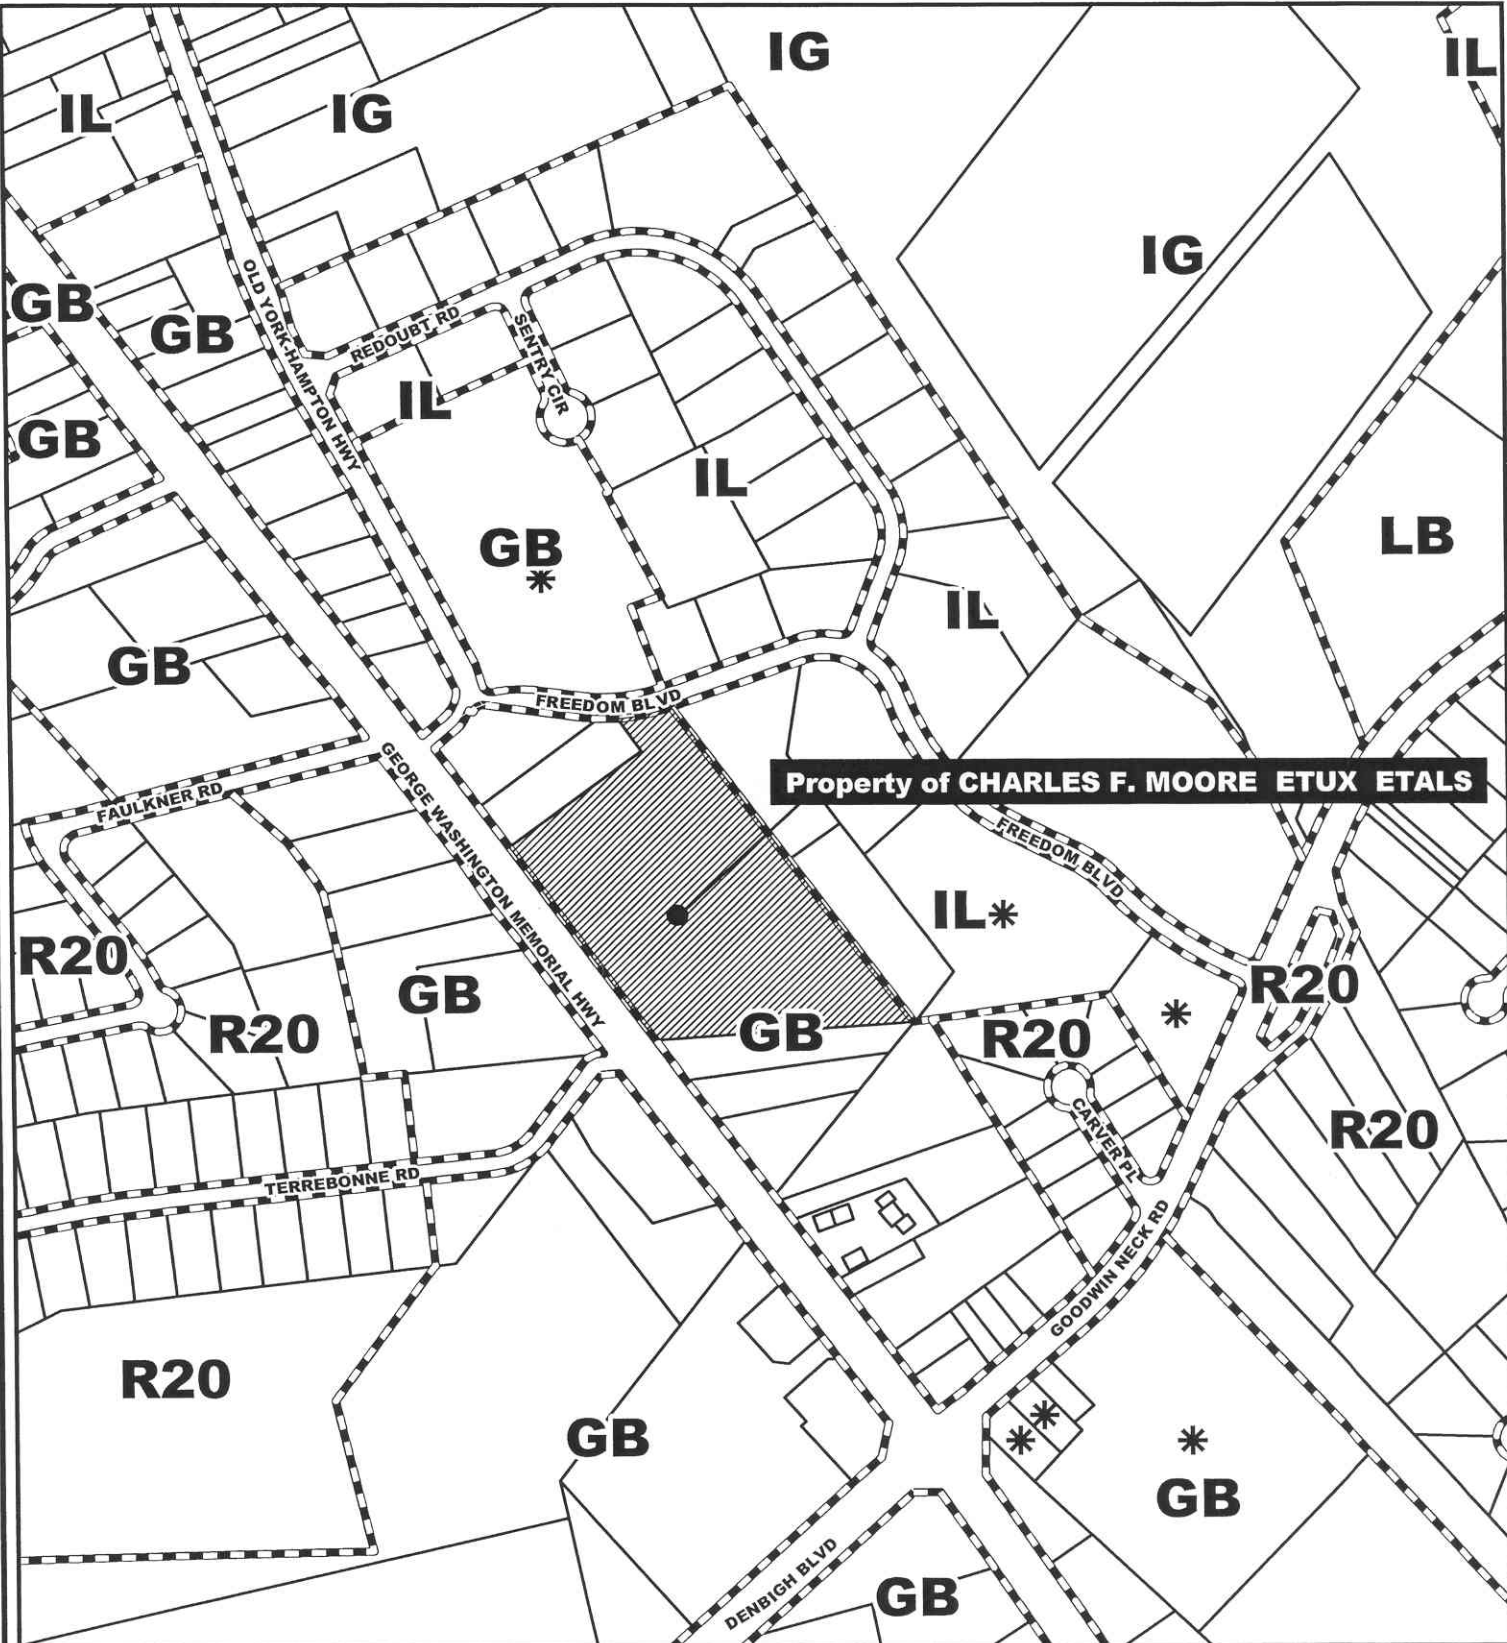 IG
IL
IL
IG
IG
OLD YORK-HAMPTON HWY
GB
GB
REDOUBT RD
SENTRY CIR
IL
GB
IL
GB
*
LB
IL
GB
FREEDOM BLVD
GEORGE WASHINGTON MEMORIAL HWY
FAULKNER RD
Property of CHARLES F. MOORE ETUX ETALS
FREEDOM BLVD
IL*
R20
GB
R20
*
R20
GB
R20
R20
CARVER PL
TERREBONNE RD
GOODWIN NECK RD
R20
*
*
GB
*
GB
DENBIGH BLVD
GB